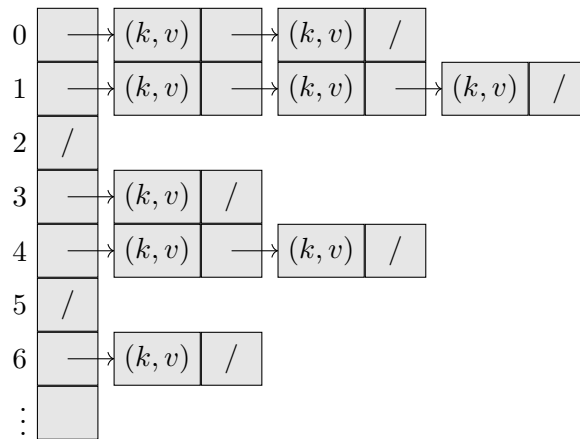 0 (k, v) (k, v) /
1 (k, v) (k, v) (k, v) /
2 /
3 (k, v) /
4 (k, v) (k, v) /
5 /
6 (k, v) /
⋮